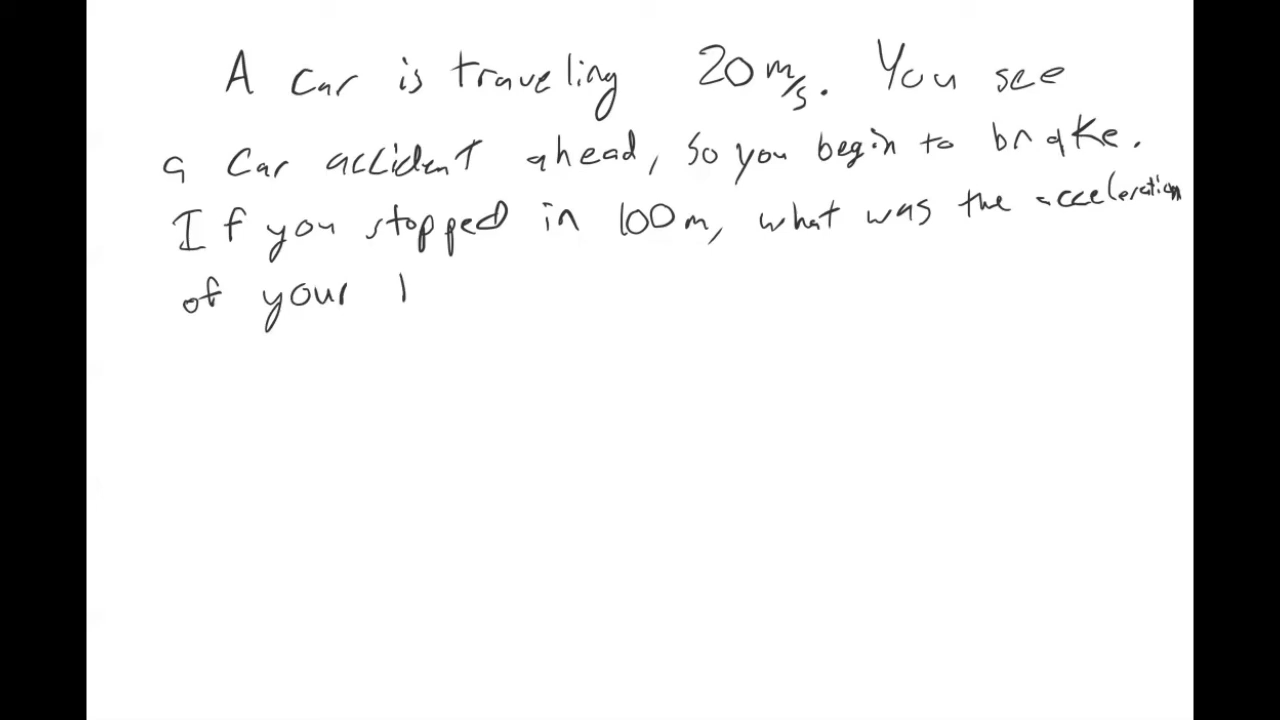 A car is traveling 20 m/s. You see
a car accident ahead, so you begin to brake.
If you stopped in 100m, what was the acceleration
of your